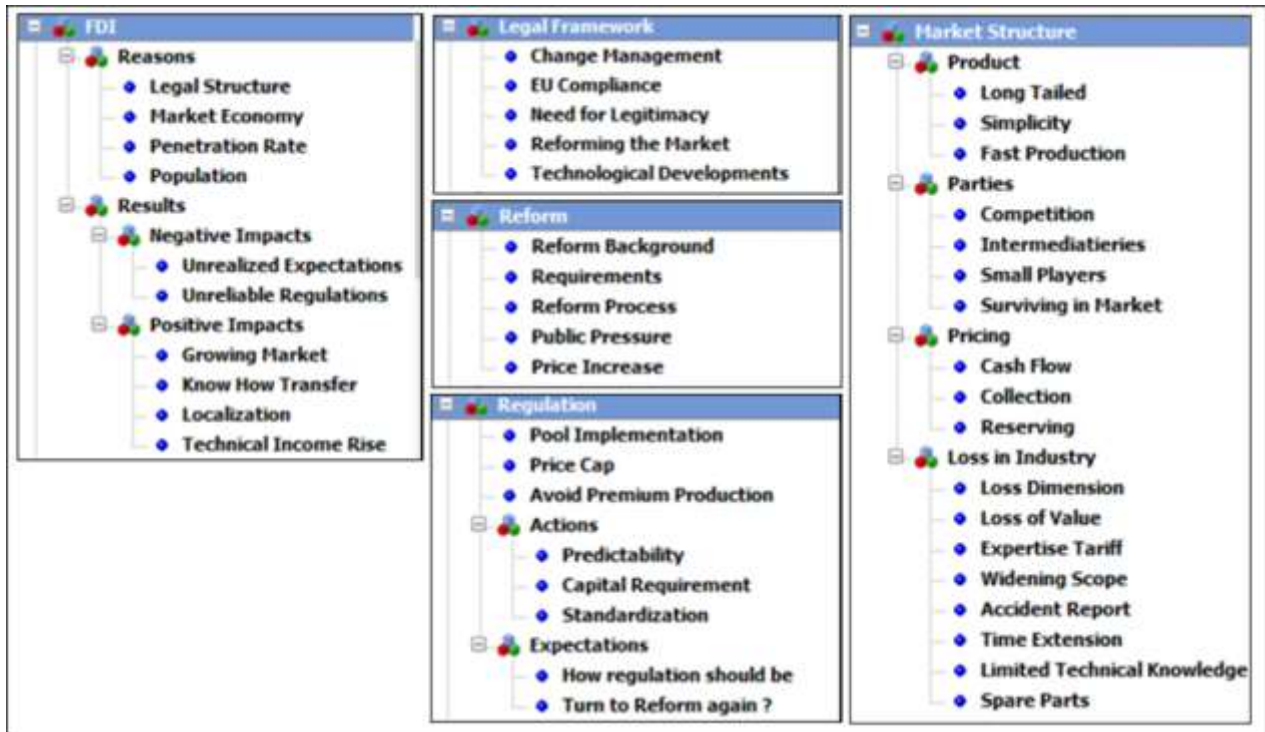 FDI
Reasons
Legal Structure
Market Economy
Penetration Rate
Population
Results
Negative Impacts
Unrealized Expectations
Unreliable Regulations
Positive Impacts
Growing Market
Know How Transfer
Localization
Technical Income Rise
Legal Framework
Change Management
EU Compliance
Need for Legitimacy
Reforming the Market
Technological Developments
Reform
Reform Background
Requirements
Reform Process
Public Pressure
Price Increase
Regulation
Pool Implementation
Price Cap
Avoid Premium Production
Actions
Predictability
Capital Requirement
Standardization
Expectations
How regulation should be
Turn to Reform again ?
Market Structure
Product
Long Tailed
Simplicity
Fast Production
Parties
Competition
Intermediatieries
Small Players
Surviving in Market
Pricing
Cash Flow
Collection
Reserving
Loss in Industry
Loss Dimension
Loss of Value
Expertise Tariff
Widening Scope
Accident Report
Time Extension
Limited Technical Knowledge
Spare Parts